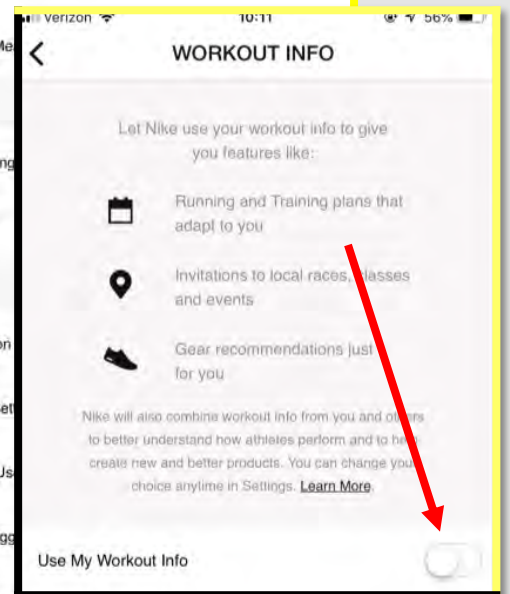 Verizon 10:11 56%
WORKOUT INFO
Let Nike use your workout info to give
you features like:
Running and Training plans that
adapt to you
Invitations to local races, classes
and events
Gear recommendations just
for you
Nike will also combine workout info from you and others
to better understand how athletes perform and to help
create new and better products. You can change your
choice anytime in Settings. Learn More.
Use My Workout Info